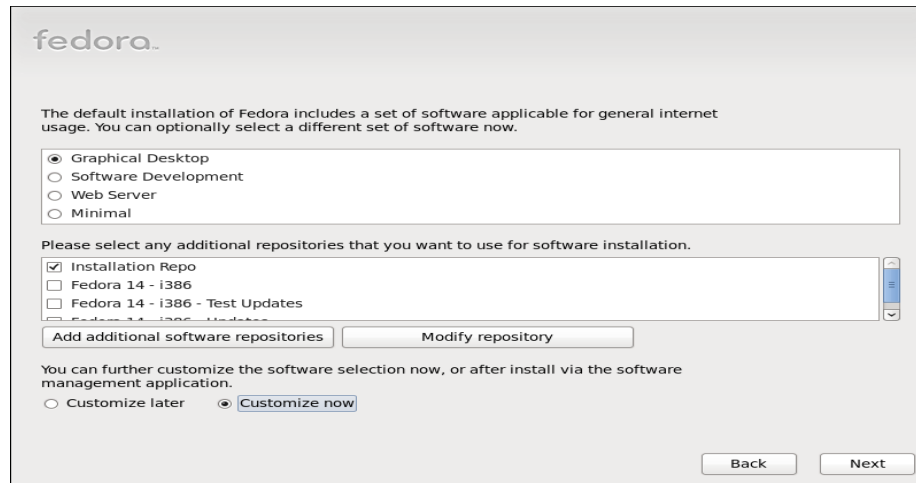 fedora
The default installation of Fedora includes a set of software applicable for general internet
usage. You can optionally select a different set of software now.
Graphical Desktop
Software Development
Web Server
Minimal
Please select any additional repositories that you want to use for software installation.
Installation Repo
Fedora 14 - i386
Fedora 14 - i386 - Test Updates
Fedora 14 - i386 - Updates
Add additional software repositories
Modify repository
You can further customize the software selection now, or after install via the software
management application.
Customize later
Customize now
Back
Next